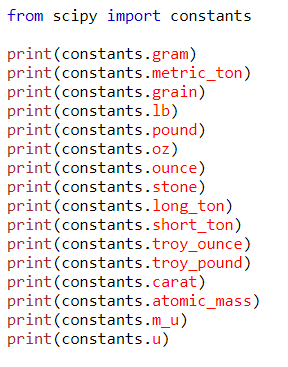 from scipy import constants
print(constants.gram)
print(constants.metric_ton)
print(constants.grain)
print(constants.lb)
print(constants.pound)
print(constants.oz)
print(constants.ounce)
print(constants.stone)
print(constants.long_ton)
print(constants.short_ton)
print(constants.troy_ounce)
print(constants.troy_pound)
print(constants.carat)
print(constants.atomic_mass)
print(constants.m_u)
print(constants.u)